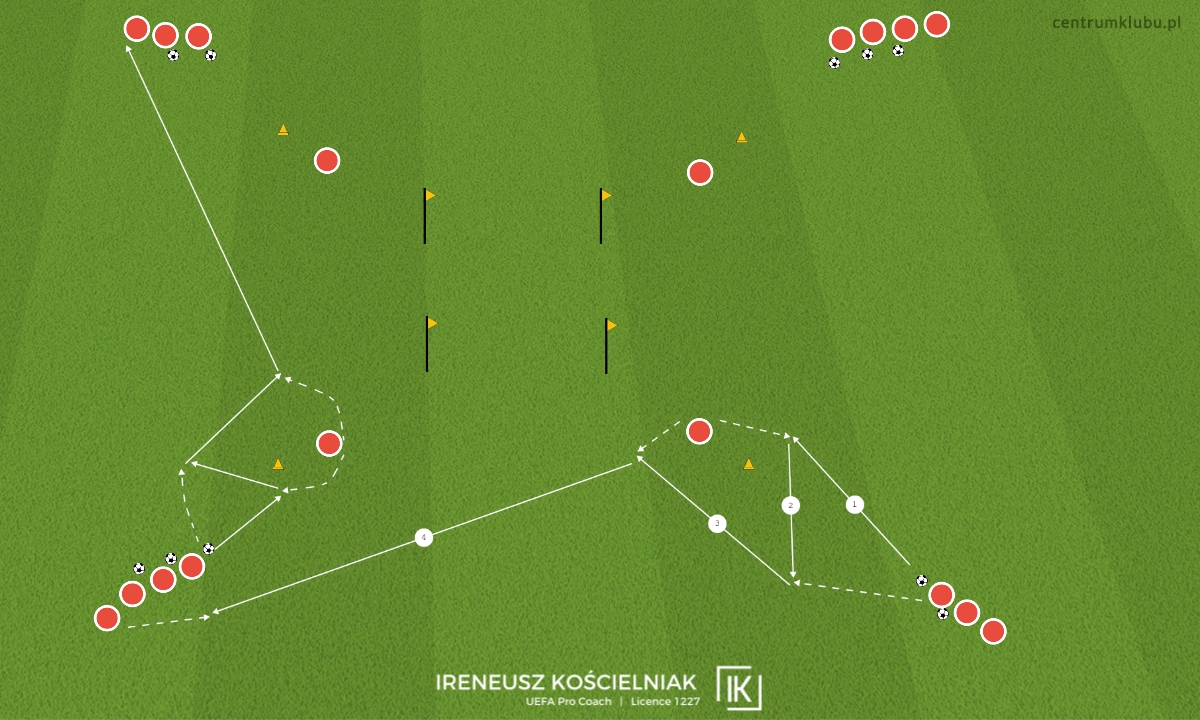 centrumklubu.pl
1
2
3
4
IRENEUSZ KOŚCIELNIAK
UEFA Pro Coach | Licence 1227
IK